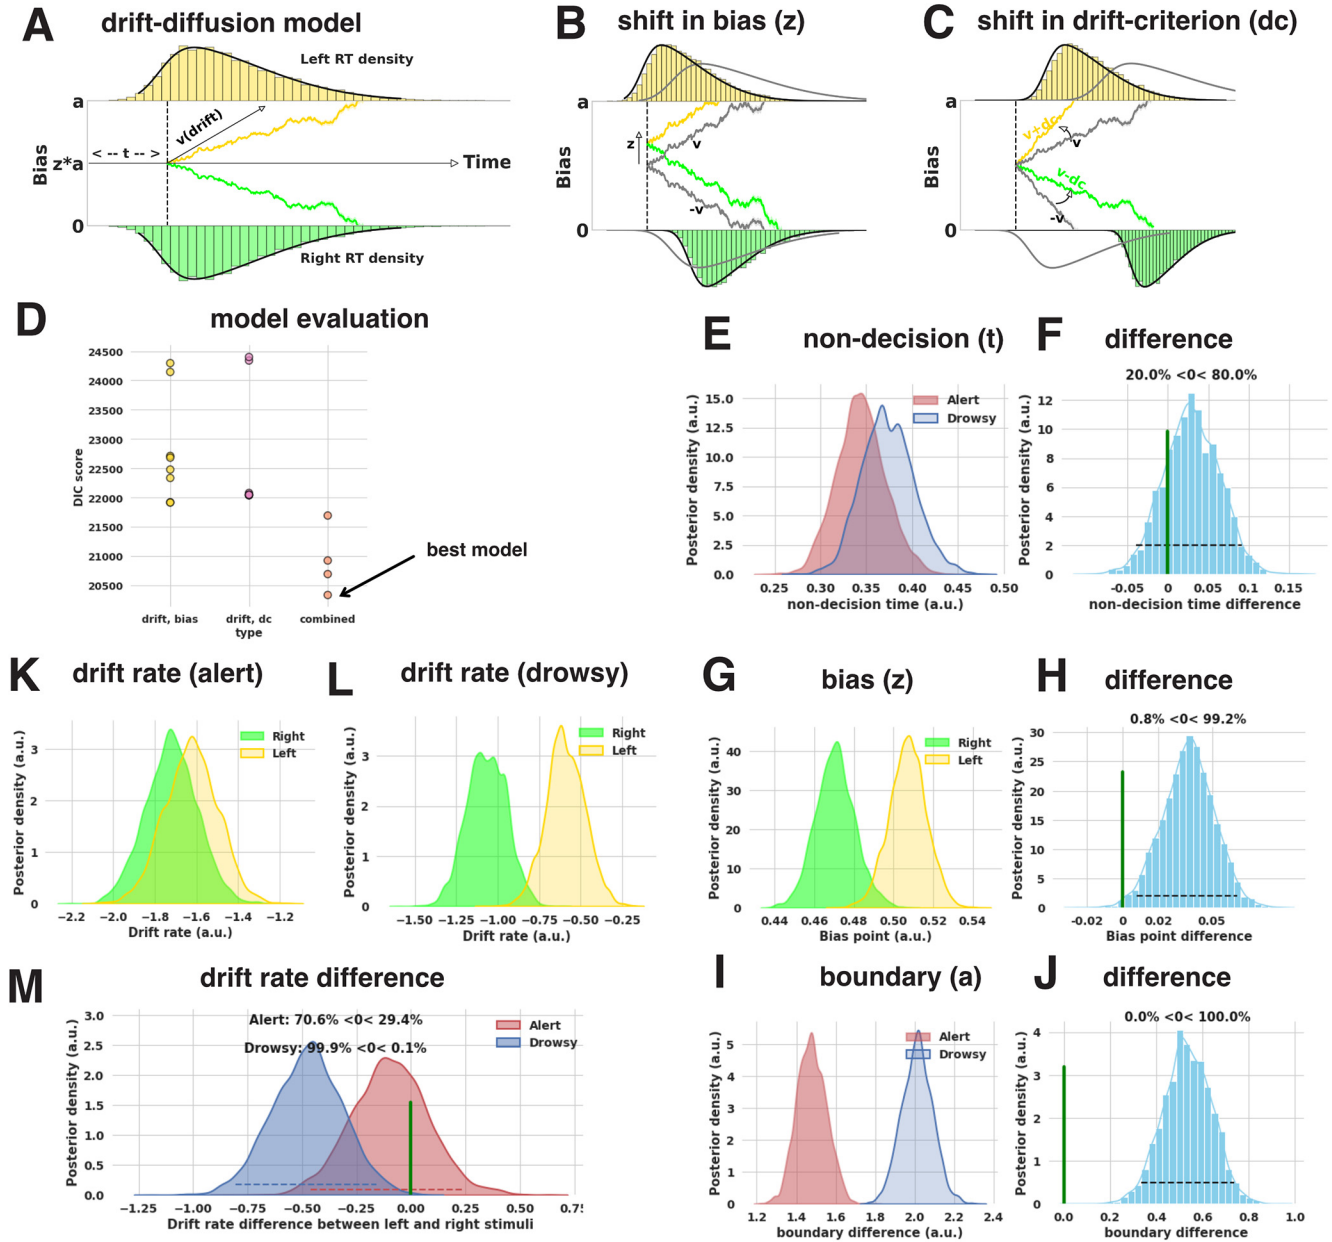 A drift-diffusion model
Left RT density
a
v(drift)
< -- t -- >
Bias
z*a
Time
0
Right RT density
B shift in bias (z)
a
z
v
Bias
-v
0
C shift in drift-criterion (dc)
a
v+dc
v
Bias
v-dc
-v
0
D model evaluation
24500
24000
23500
23000
22500
22000
21500
21000
20500
DIC score
best model
drift, bias drift, dc combined
type
E non-decision (t)
Alert
Drowsy
15.0
12.5
10.0
7.5
5.0
2.5
0.0
Posterior density (a.u.)
0.25 0.30 0.35 0.40 0.45 0.50
non-decision time (a.u.)
F difference
20.0% <0< 80.0%
12
10
8
6
4
2
0
Posterior density (a.u.)
-0.05 0 0.05 0.1 0.15
non-decision time difference
K drift rate (alert)
Right
Left
3
2
1
0
Posterior density (a.u.)
−2.2 −2.0 −1.8 −1.6 −1.4 −1.2
Drift rate (a.u.)
L drift rate (drowsy)
Right
Left
3
2
1
0
Posterior density (a.u.)
−1.50 −1.25 −1.00 −0.75 −0.50 −0.25
Drift rate (a.u.)
G bias (z)
Right
Left
40
30
20
10
0
Posterior density (a.u.)
0.44 0.46 0.48 0.50 0.52 0.54
Bias point (a.u.)
H difference
0.8% <0< 99.2%
30
25
20
15
10
5
0
Posterior density (a.u.)
-0.02 0 0.02 0.05
Bias point difference
M drift rate difference
Alert: 70.6% <0< 29.4%
Drowsy: 99.9% <0< 0.1%
Alert
Drowsy
3.0
2.5
2.0
1.5
1.0
0.5
0.0
Posterior density (a.u.)
−1.25 −1.00 −0.75 −0.50 −0.25 0.00 0.25 0.50
Drift rate difference between left and right stimuli
I boundary (a)
Alert
Drowsy
5
4
3
2
1
0
Posterior density (a.u.)
1.2 1.4 1.6 1.8 2.0 2.2 2.4
boundary difference (a.u.)
J difference
0.0% <0< 100.0%
4
3
2
1
0
Posterior density (a.u.)
0.0 0.2 0.4 0.6 0.8 1.0
boundary difference